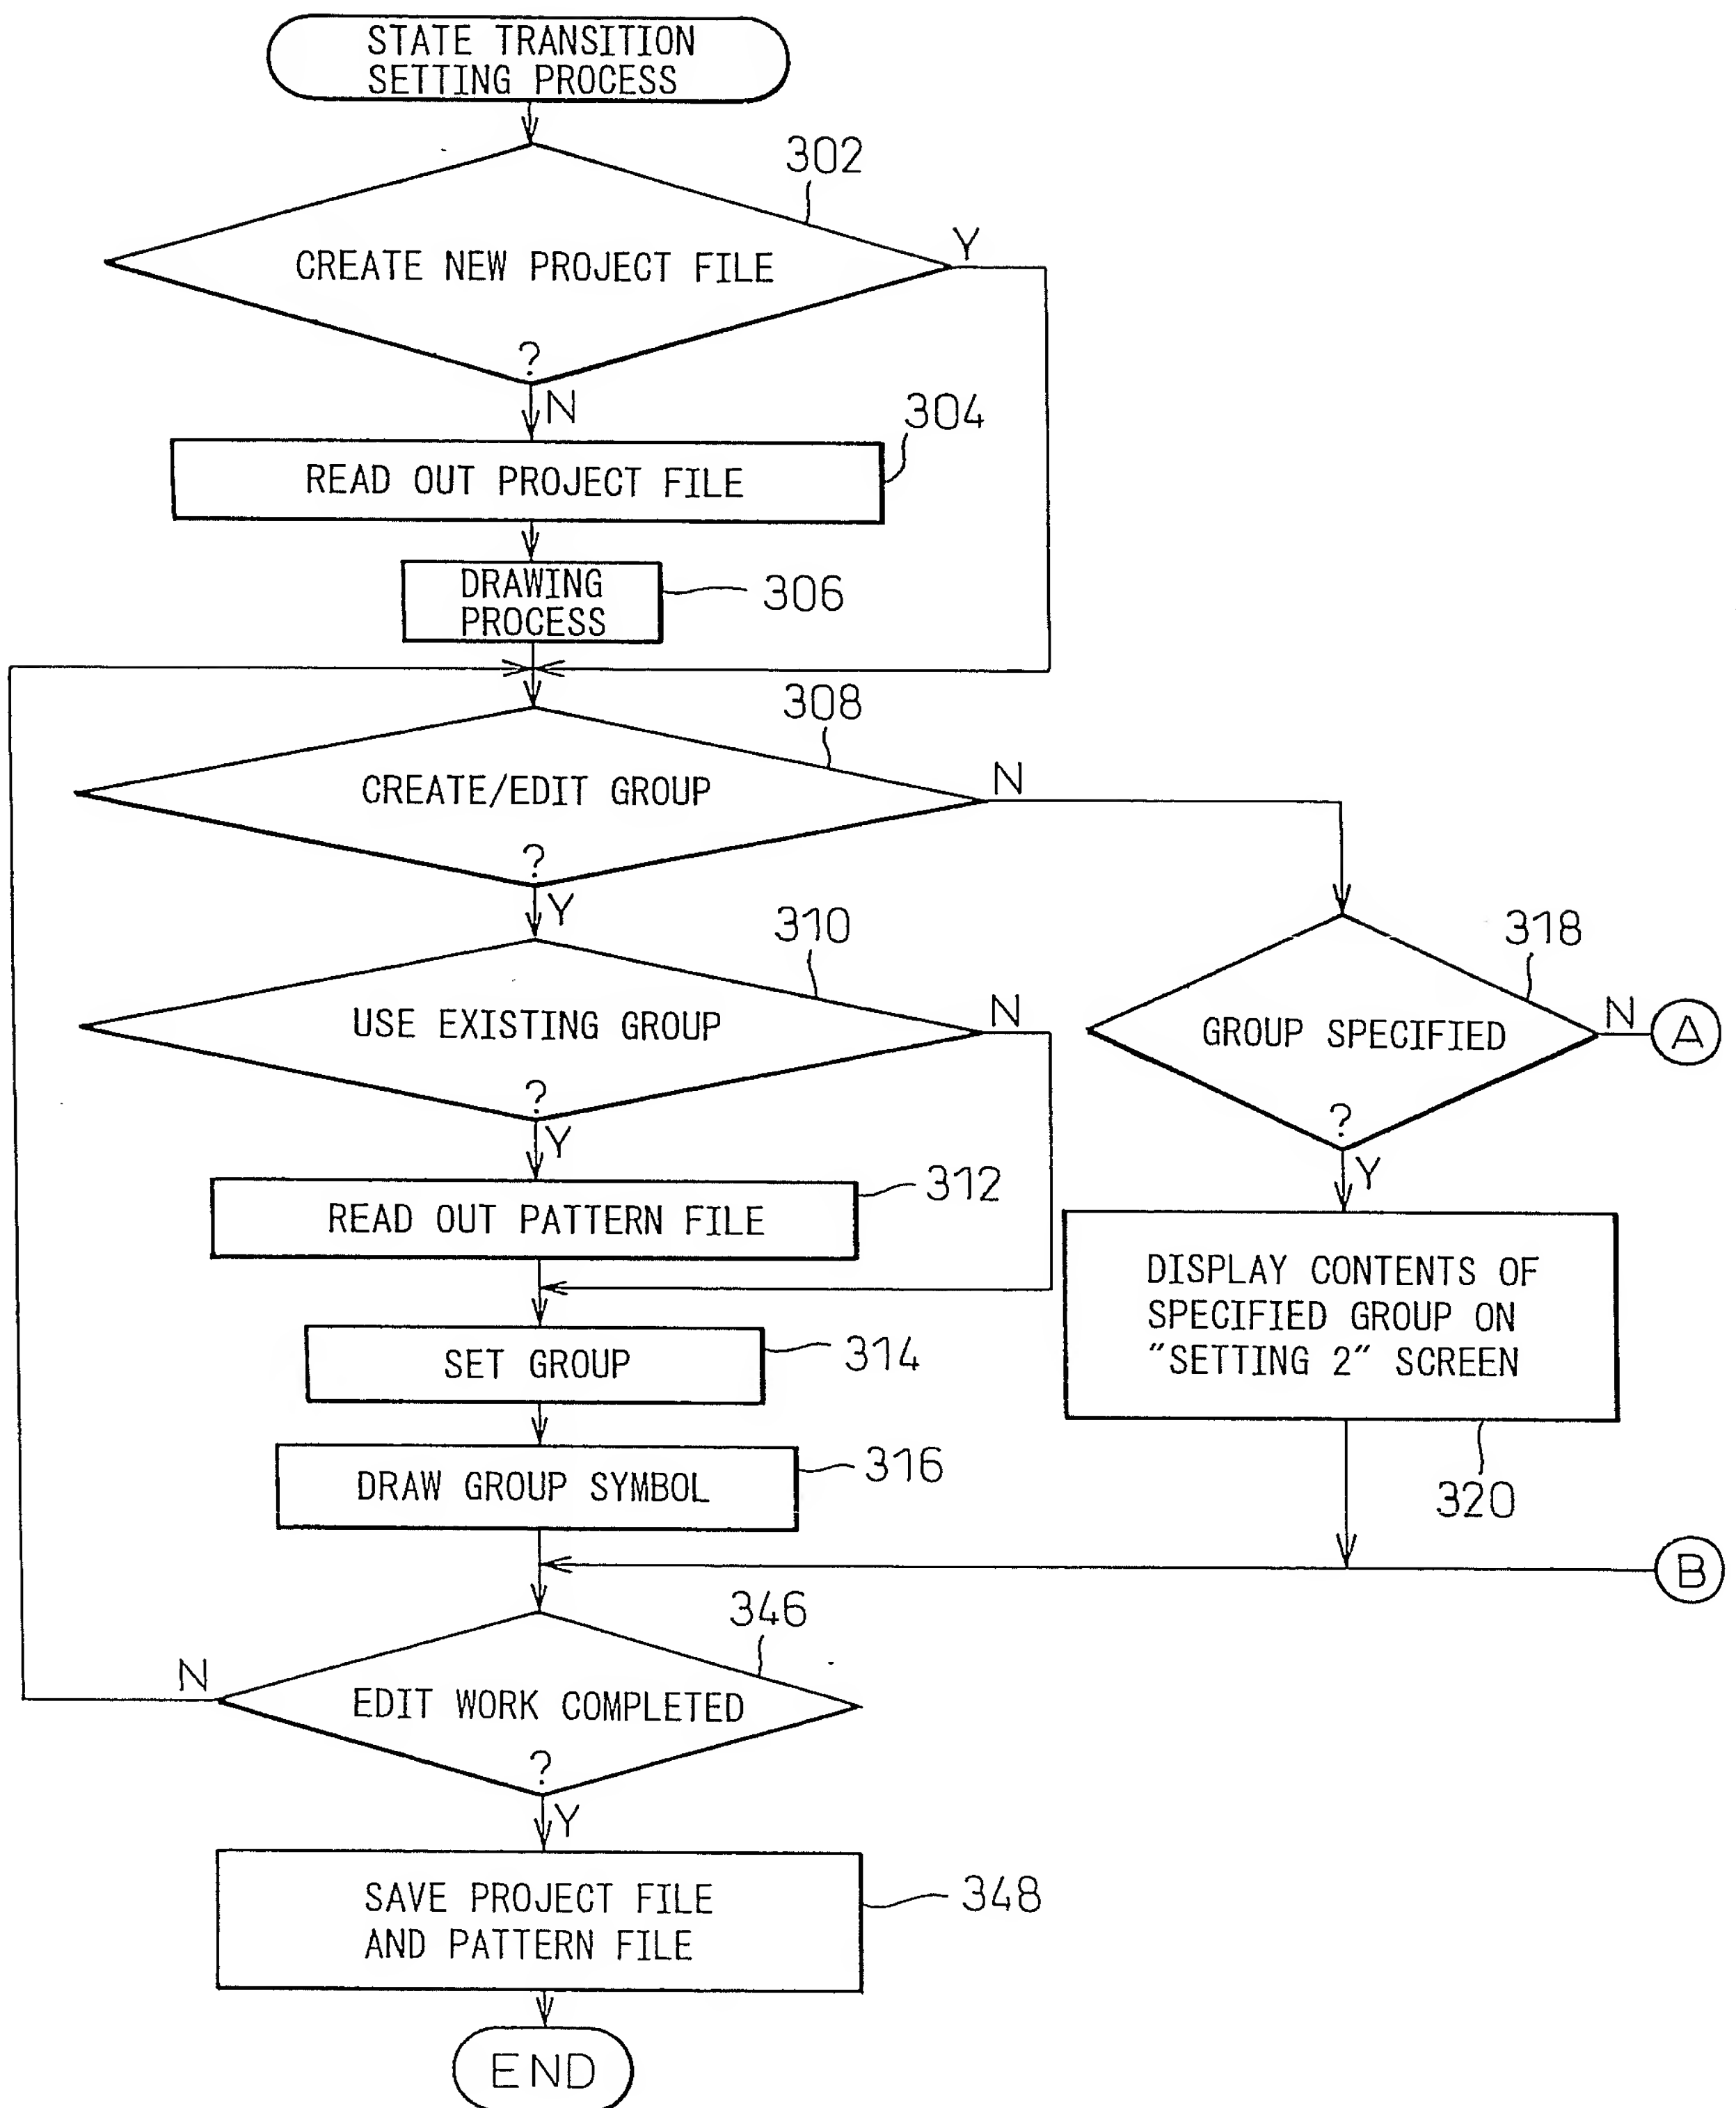 STATE TRANSITION
SETTING PROCESS
302
CREATE NEW PROJECT FILE
?
Y
N
304
READ OUT PROJECT FILE
DRAWING
PROCESS
306
308
CREATE/EDIT GROUP
?
N
Y
310
USE EXISTING GROUP
?
N
Y
318
GROUP SPECIFIED
?
N
A
Y
312
READ OUT PATTERN FILE
DISPLAY CONTENTS OF
SPECIFIED GROUP ON
"SETTING 2" SCREEN
320
314
SET GROUP
316
DRAW GROUP SYMBOL
B
346
EDIT WORK COMPLETED
?
N
Y
SAVE PROJECT FILE
AND PATTERN FILE
348
END